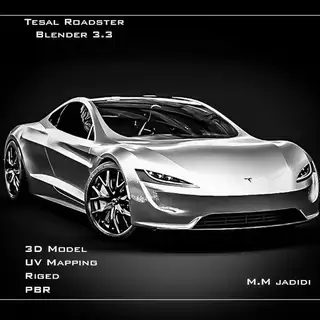 Tesal Roadster
Blender 3.3
3D Model
UV Mapping
Riged
PBR
M.M jadidi